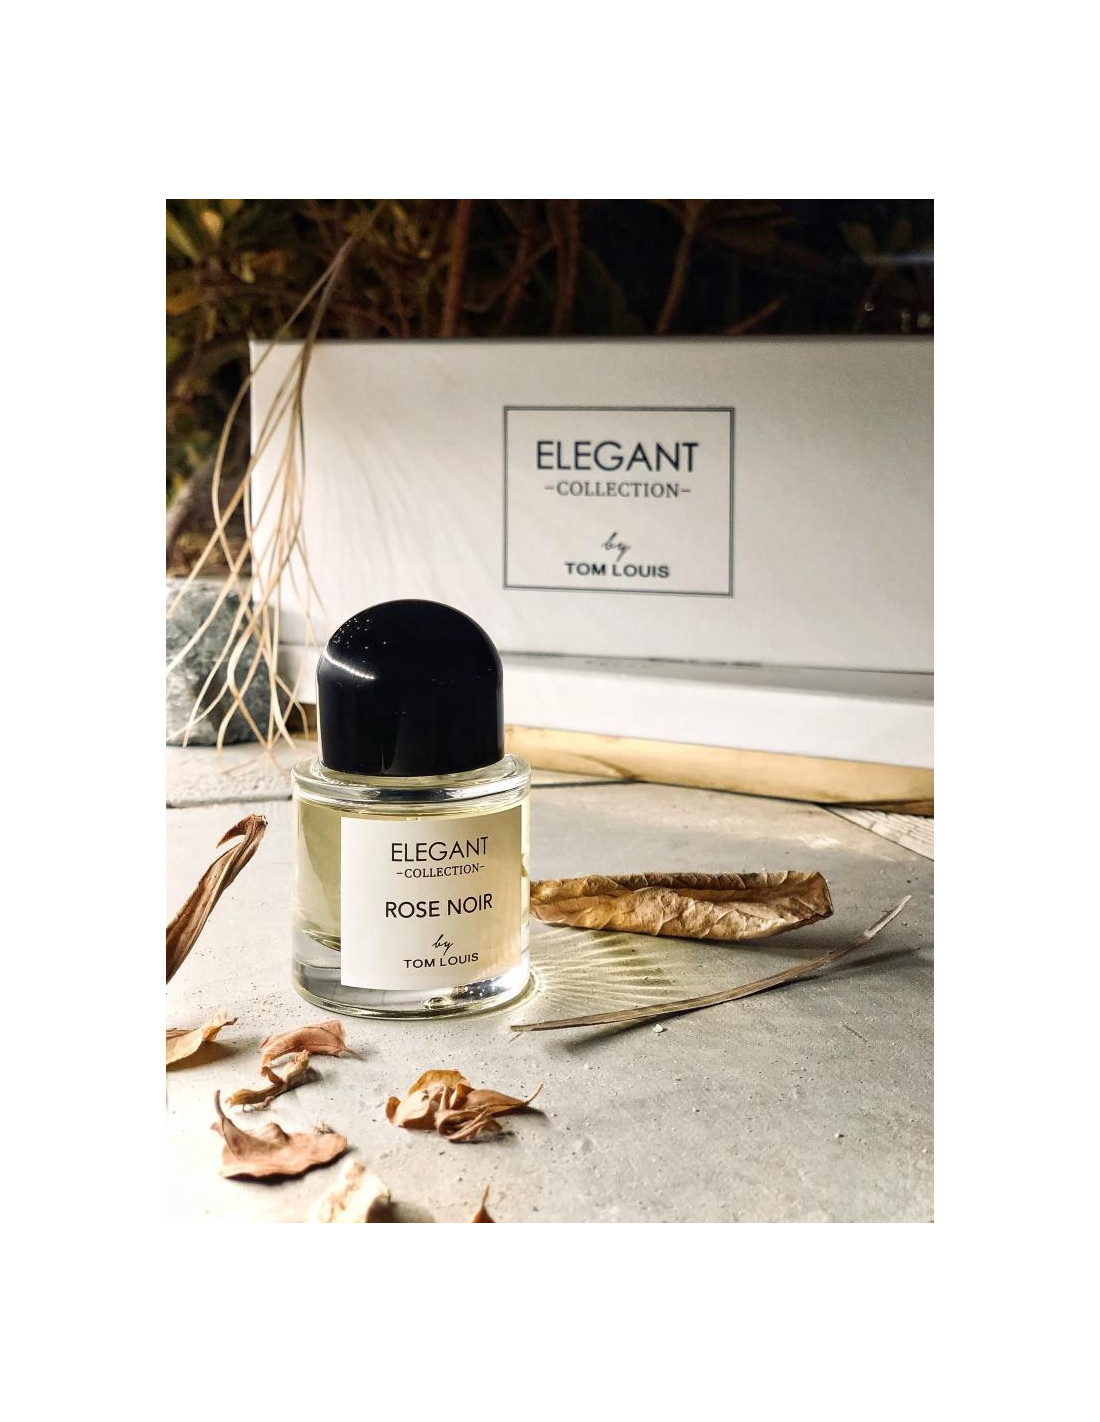 ELEGANT
-COLLECTION-
by
TOM LOUIS
ELEGANT
-COLLECTION-
ROSE NOIR
by
TOM LOUIS